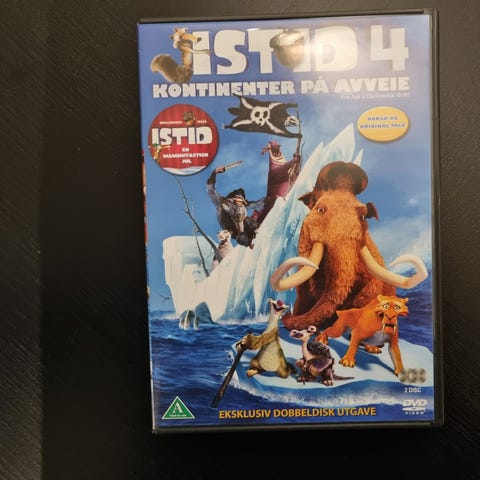 ISTID 4
KONTINENTER PÅ AVVEIE
(Ice Age 4: Continental Drift)
NORSK OG
ORIGINAL TALE
INKLUDERER
ISTID
EN
MAMMUTASTISK
JUL
2 DISC
A
EKSKLUSIV DOBBELDISK UTGAVE
DVD
VIDEO